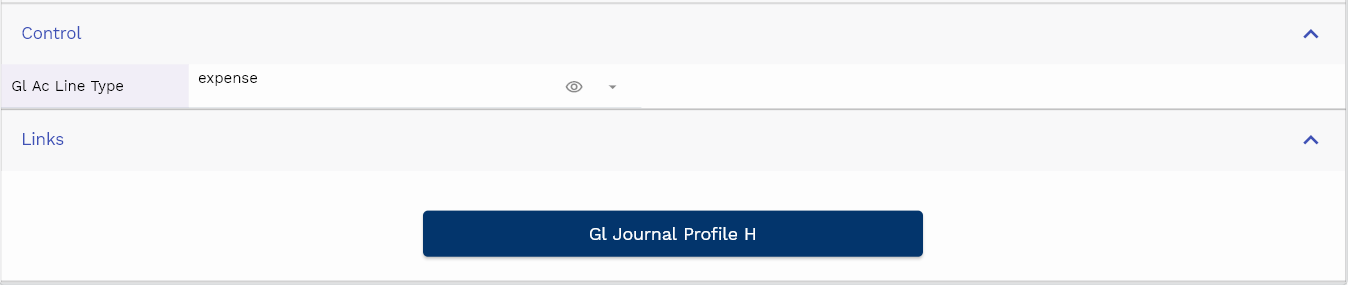 Control
Gl Ac Line Type
expense
Links
Gl Journal Profile H